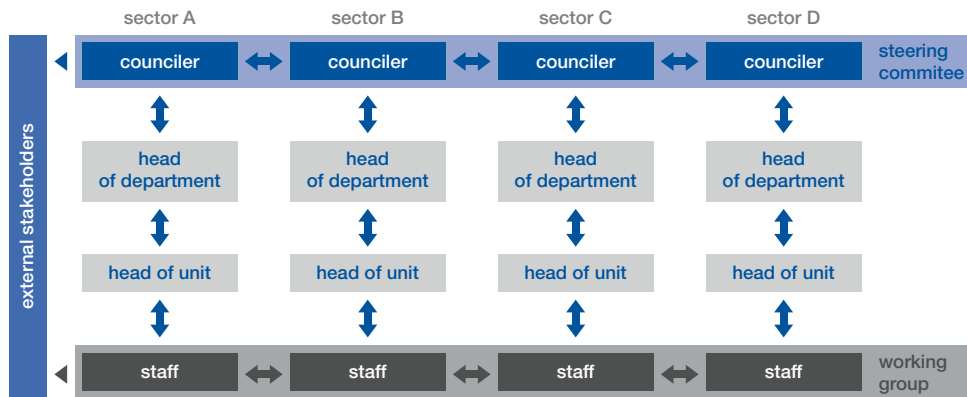 sector A
sector B
sector C
sector D
external stakeholders
counciler
counciler
counciler
counciler
steering
commitee
head
of department
head
of department
head
of department
head
of department
head of unit
head of unit
head of unit
head of unit
staff
staff
staff
staff
working
group